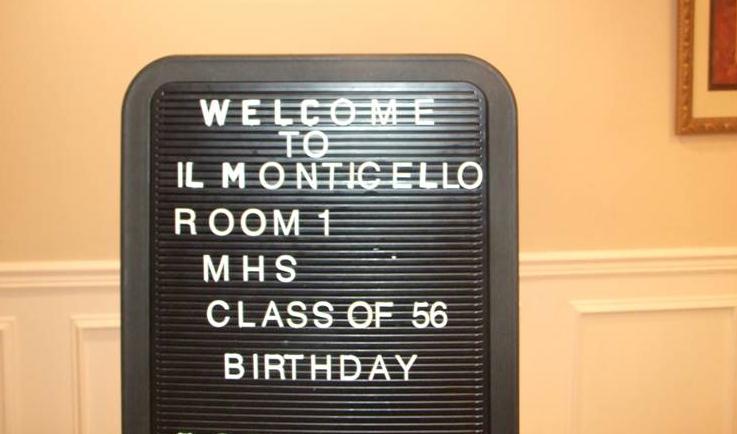 WELCOME
TO
IL MONTICELLO
ROOM 1
MHS
CLASS OF 56
BIRTHDAY